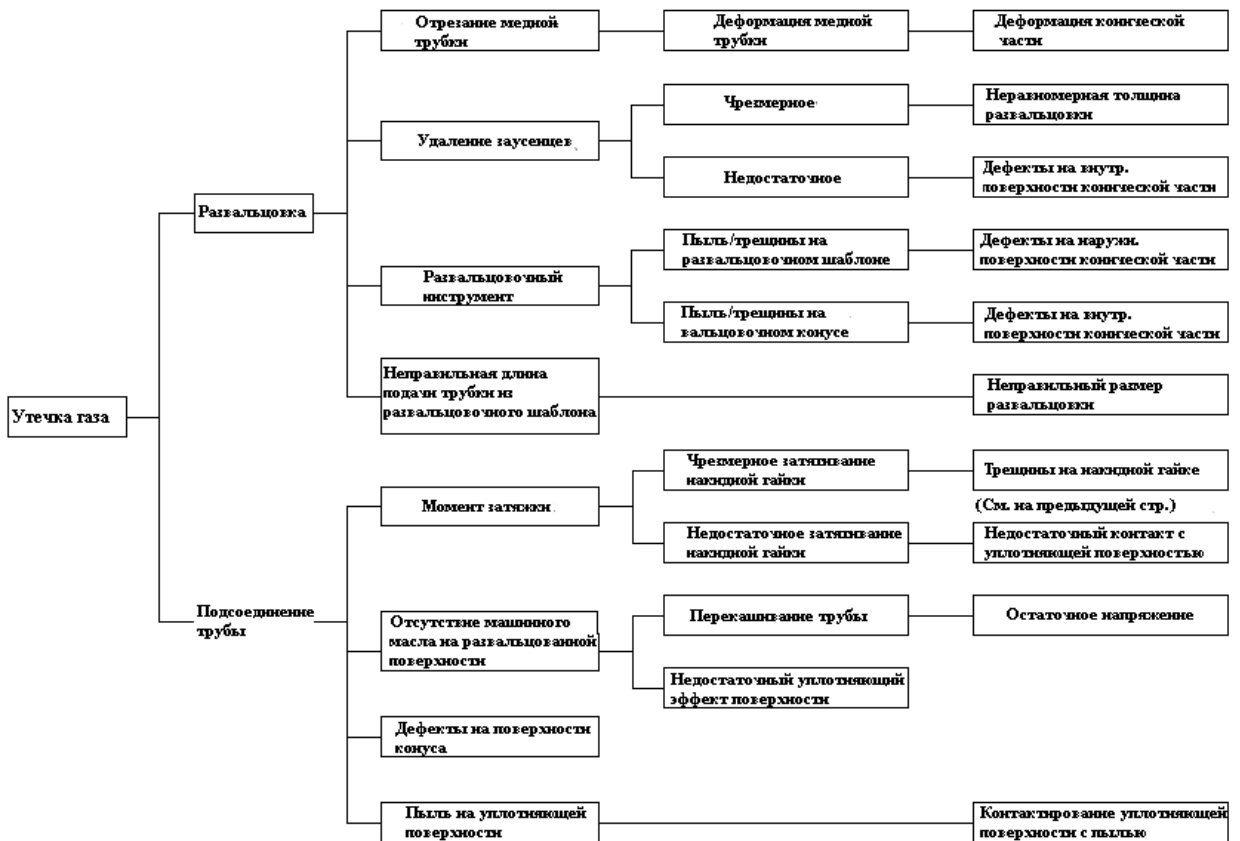 Отрезание медной
трубки
Деформация медной
трубки
Деформация конической
части
Чрезмерное
Неравномерная толщина
развальцовки
Удаление заусенцев
Недостаточное
Дефекты на внутр.
поверхности конической части
Развальцовка
Пыль/трещины на
развальцовочном шаблоне
Дефекты на наружн.
поверхности конической части
Развальцовочный
инструмент
Пыль/трещины на
вальцовочном конусе
Дефекты на внутр.
поверхности конической части
Неправильная длина
подачи трубки из
развальцовочного шаблона
Неправильный размер
развальцовки
Утечка газа
Чрезмерное затягивание
накидной гайки
Трещины на накидной гайке
Момент затяжки
(См. на предыдущей стр.)
Недостаточное затягивание
накидной гайки
Недостаточный контакт с
уплотняющей поверхностью
Подсоединение
трубы
Отсутствие машинного
масла на развальцованной
поверхности
Перекашивание трубы
Остаточное напряжение
Недостаточный уплотняющий
эффект поверхности
Дефекты на поверхности
конуса
Пыль на уплотняющей
поверхности
Контактирование уплотняющей
поверхности с пылью